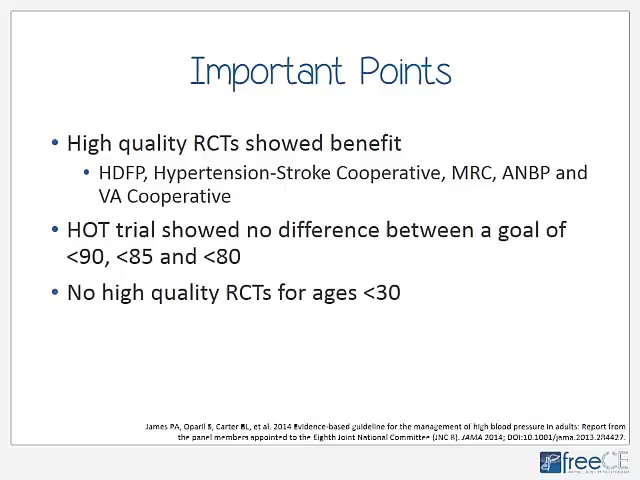 Important Points
• High quality RCTs showed benefit
• HDFP, Hypertension-Stroke Cooperative, MRC, ANBP and
VA Cooperative
• HOT trial showed no difference between a goal of
<90, <85 and <80
• No high quality RCTs for ages <30
James PA, Oparil S, Carter BL, et al. 2014 Evidence-based guideline for the management of high blood pressure in adults: Report from
the panel members appointed to the Eighth Joint National Committee (JNC 8). JAMA 2014; DOI:10.1001/jama.2013.284427.
freeCE